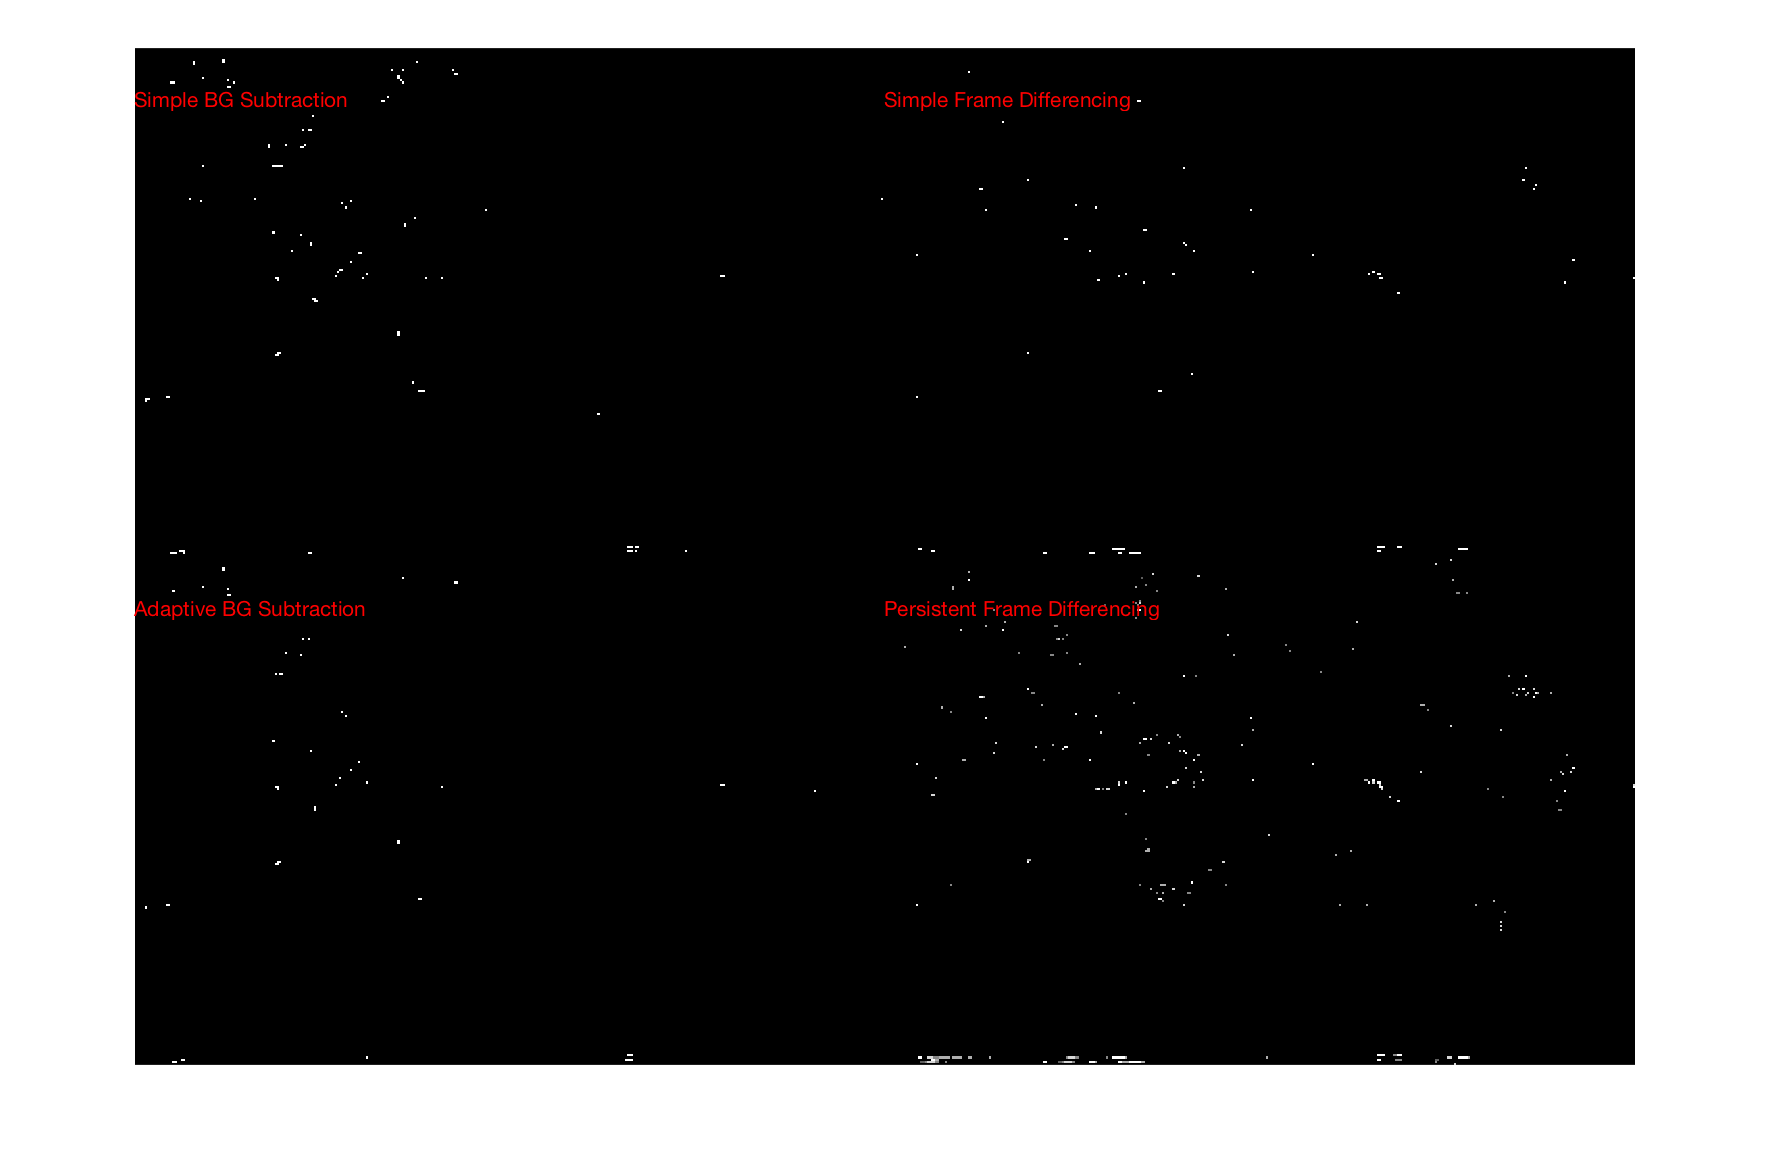 Simple BG Subtraction
Simple Frame Differencing
Adaptive BG Subtraction
Persistent Frame Differencing